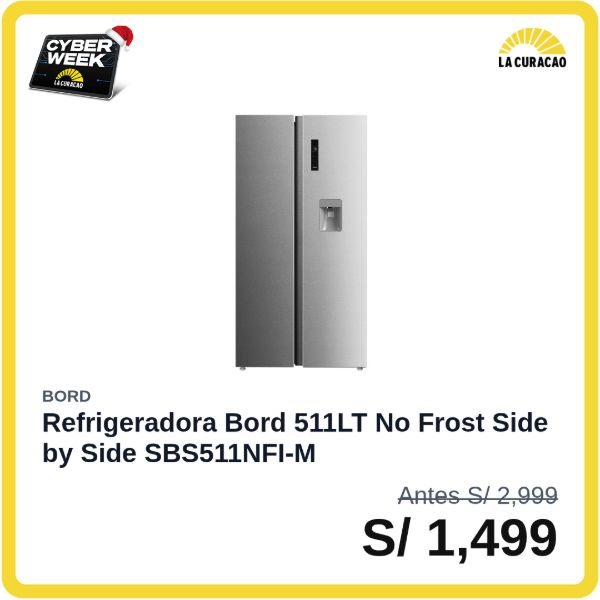 CYBER
WEEK
LA CURACAO
LA CURACAO
BORD
Refrigeradora Bord 511LT No Frost Side
by Side SBS511NFI-M
Antes S/ 2,999
S/ 1,499